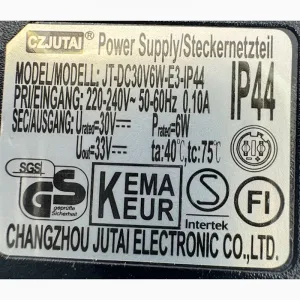 CZJUTAI Power Supply/Steckernetzteil
MODEL/MODELL: JT-DC30V6W-E3-IP44
PRI/EINGANG: 220-240V~ 50-60Hz 0.10A
IP44
SEC/AUSGANG: Urated=30V⎓ Prated=6W
Uout=33V⎓ ta:40℃,tc:75℃
SGS
GS
geprüfte
Sicherheit
KEMA
KEUR
S
Intertek
FI
CHANGZHOU JUTAI ELECTRONIC CO.,LTD.